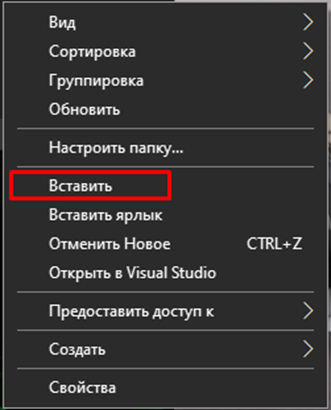 Вид
Сортировка
Группировка
Обновить
Настроить папку...
Вставить
Вставить ярлык
Отменить Новое CTRL+Z
Открыть в Visual Studio
Предоставить доступ к
Создать
Свойства